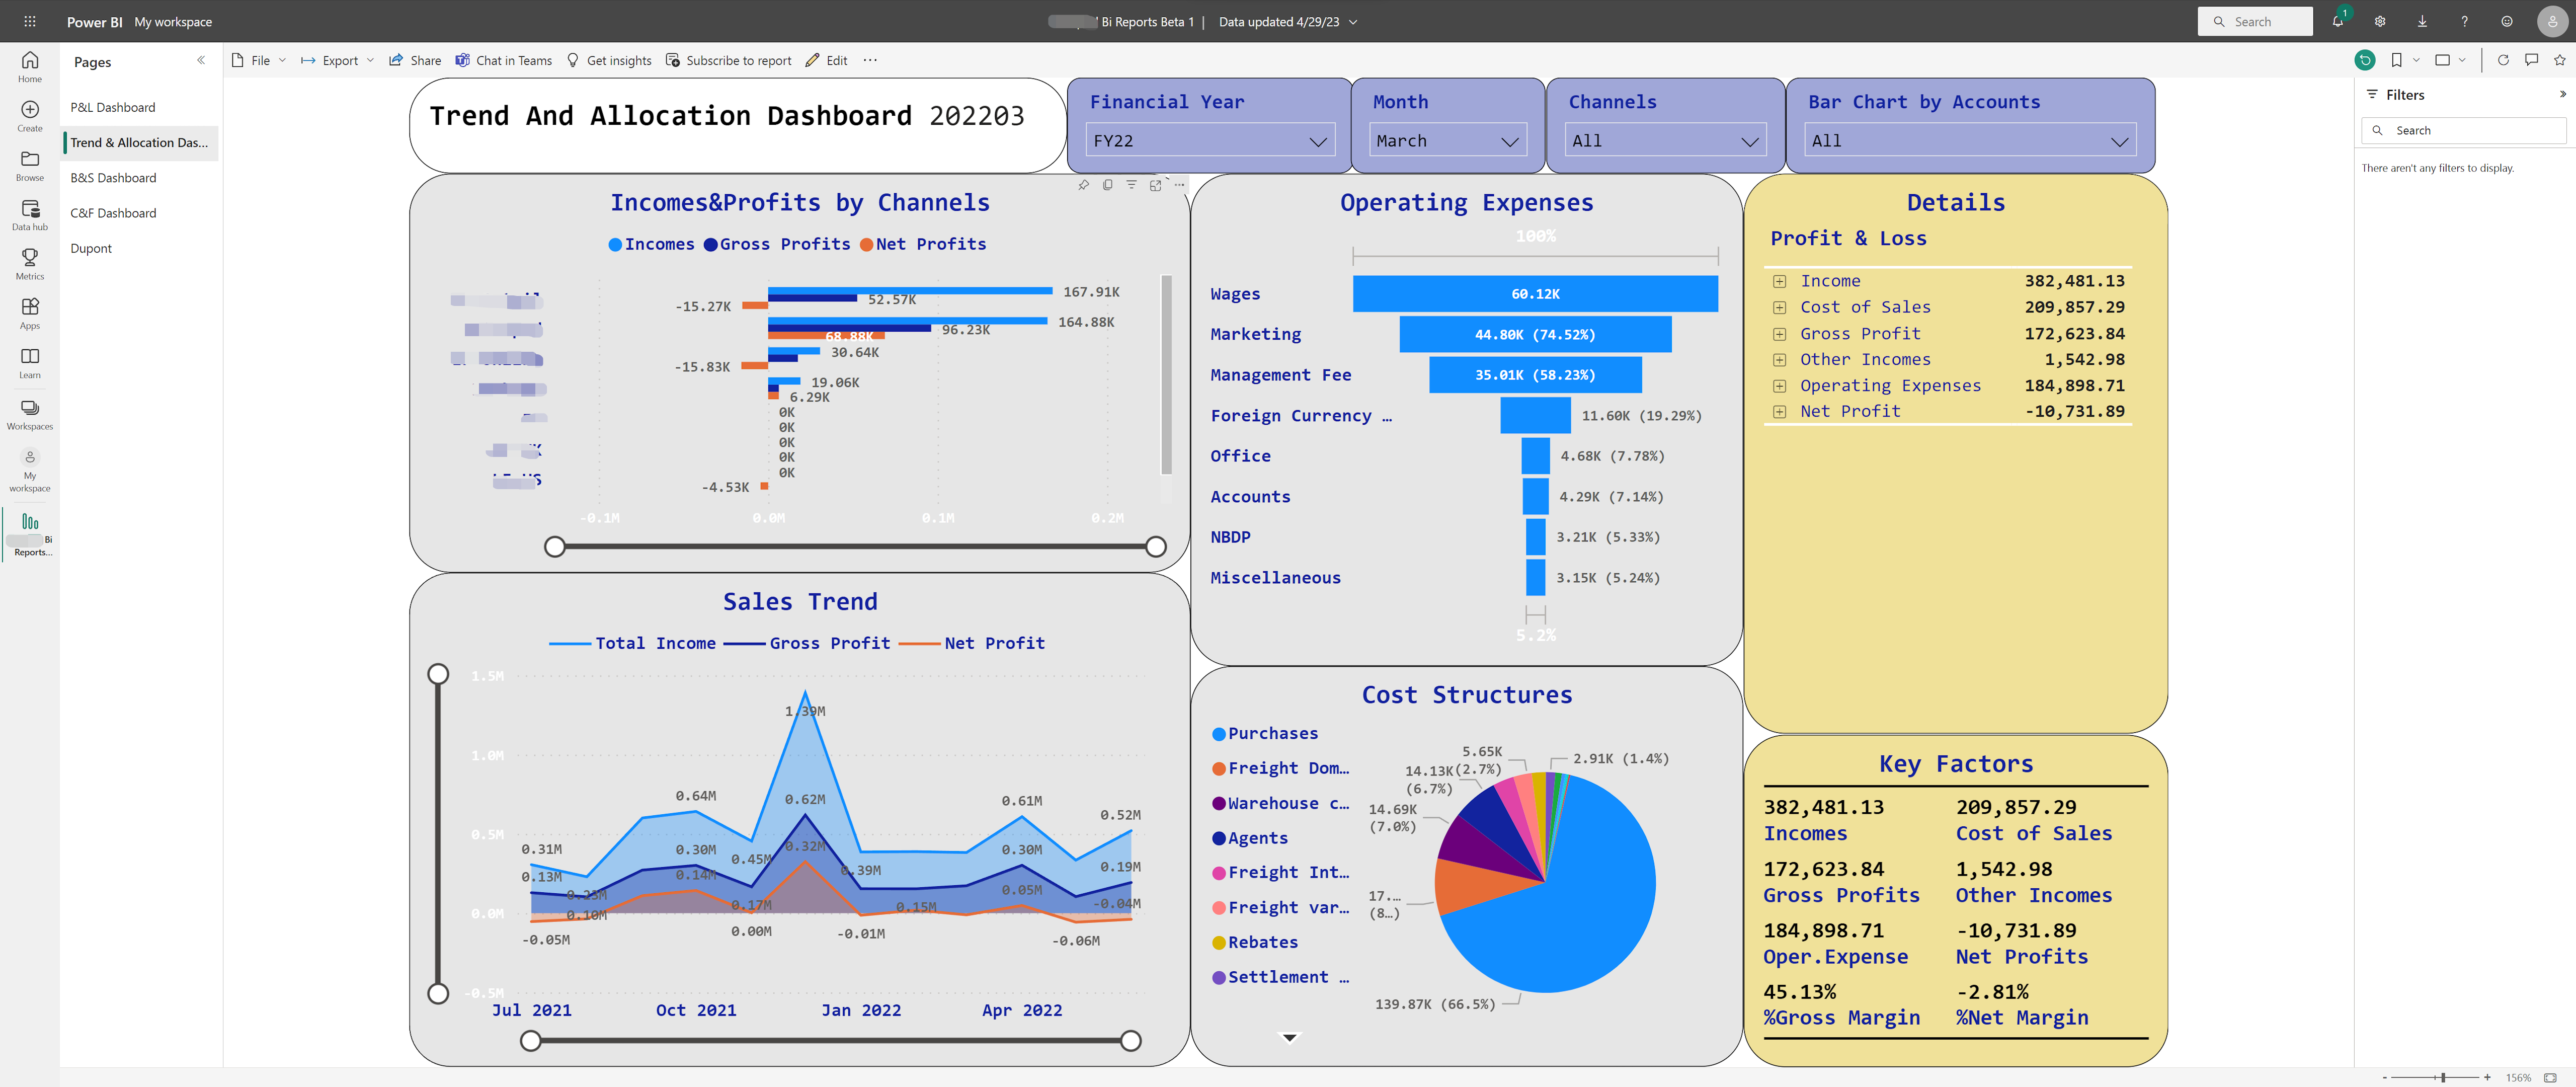 Power BI My workspace
Bi Reports Beta 1 | Data updated 4/29/23
Search
1
Home
Create
Browse
Data hub
Metrics
Apps
Learn
Workspaces
My workspace
Bi Reports...
Pages
P&L Dashboard
Trend & Allocation Das...
B&S Dashboard
C&F Dashboard
Dupont
File Export Share Chat in Teams Get insights Subscribe to report Edit ...
Trend And Allocation Dashboard 202203
Financial Year
FY22
Month
March
Channels
All
Bar Chart by Accounts
All
Filters
Search
There aren't any filters to display.
Incomes&Profits by Channels
Incomes Gross Profits Net Profits
167.91K
52.57K
-15.27K
164.88K
96.23K
68.88K
30.64K
-15.83K
19.06K
6.29K
0K
0K
0K
0K
0K
-4.53K
-0.1M 0.0M 0.1M 0.2M
Sales Trend
Total Income Gross Profit Net Profit
1.5M
1.0M
0.5M
0.0M
-0.5M
1.39M
0.64M
0.62M
0.61M
0.52M
0.31M
0.30M
0.45M
0.32M
0.39M
0.30M
0.19M
0.13M
0.23M
0.14M
0.05M
0.10M
0.17M
0.15M
-0.04M
-0.05M
0.00M
-0.01M
-0.06M
Jul 2021 Oct 2021 Jan 2022 Apr 2022
Operating Expenses
100%
Wages 60.12K
Marketing 44.80K (74.52%)
Management Fee 35.01K (58.23%)
Foreign Currency ... 11.60K (19.29%)
Office 4.68K (7.78%)
Accounts 4.29K (7.14%)
NBDP 3.21K (5.33%)
Miscellaneous 3.15K (5.24%)
5.2%
Cost Structures
Purchases
Freight Dom...
Warehouse c...
Agents
Freight Int...
Freight var...
Rebates
Settlement ...
2.91K (1.4%)
5.65K (2.7%)
14.13K (6.7%)
14.69K (7.0%)
17.... (8...)
139.87K (66.5%)
Details
Profit & Loss
Income 382,481.13
Cost of Sales 209,857.29
Gross Profit 172,623.84
Other Incomes 1,542.98
Operating Expenses 184,898.71
Net Profit -10,731.89
Key Factors
382,481.13 209,857.29
Incomes Cost of Sales
172,623.84 1,542.98
Gross Profits Other Incomes
184,898.71 -10,731.89
Oper.Expense Net Profits
45.13% -2.81%
%Gross Margin %Net Margin
156%